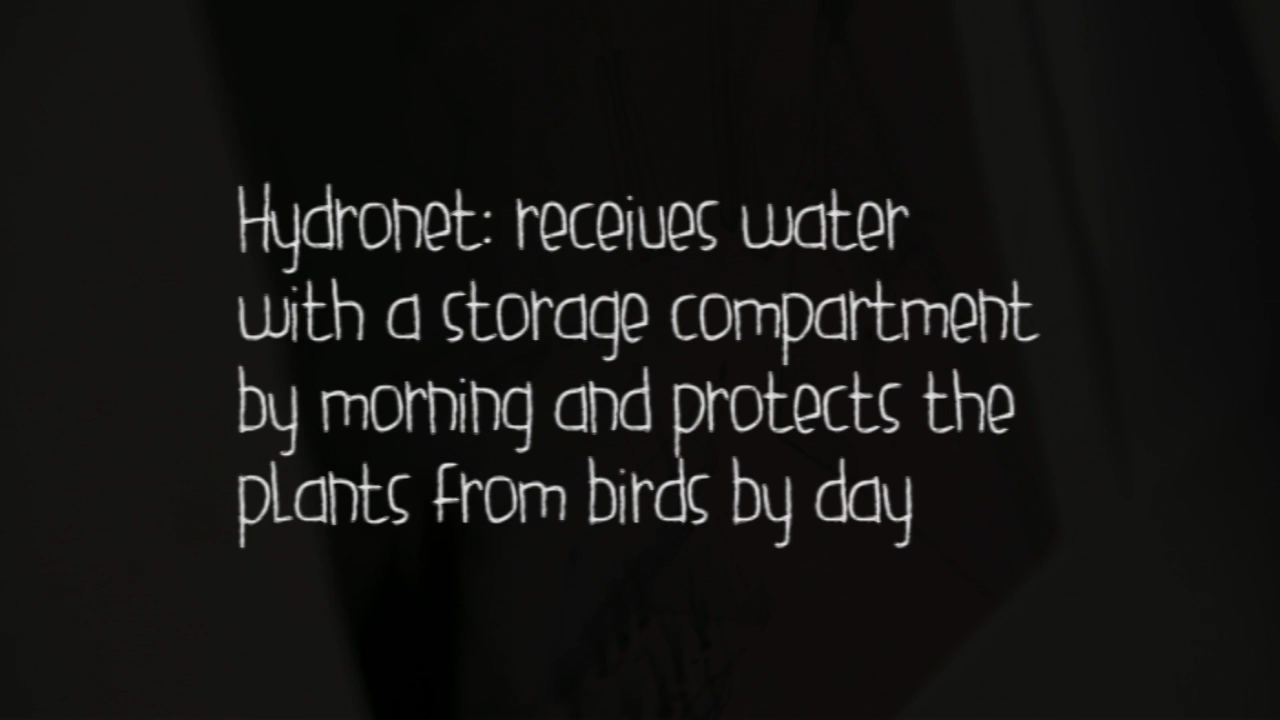 Hydronet: receives water
with a storage compartment
by morning and protects the
plants from birds by day